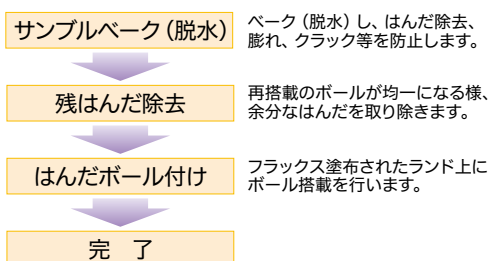 サンブルベーク(脱水)
ベーク(脱水)し、はんだ除去、
膨れ、クラック等を防止します。
残はんだ除去
再搭載のボールが均一になる様、
余分なはんだを取り除きます。
はんだボール付け
フラックス塗布されたランド上に
ボール搭載を行います。
完 了